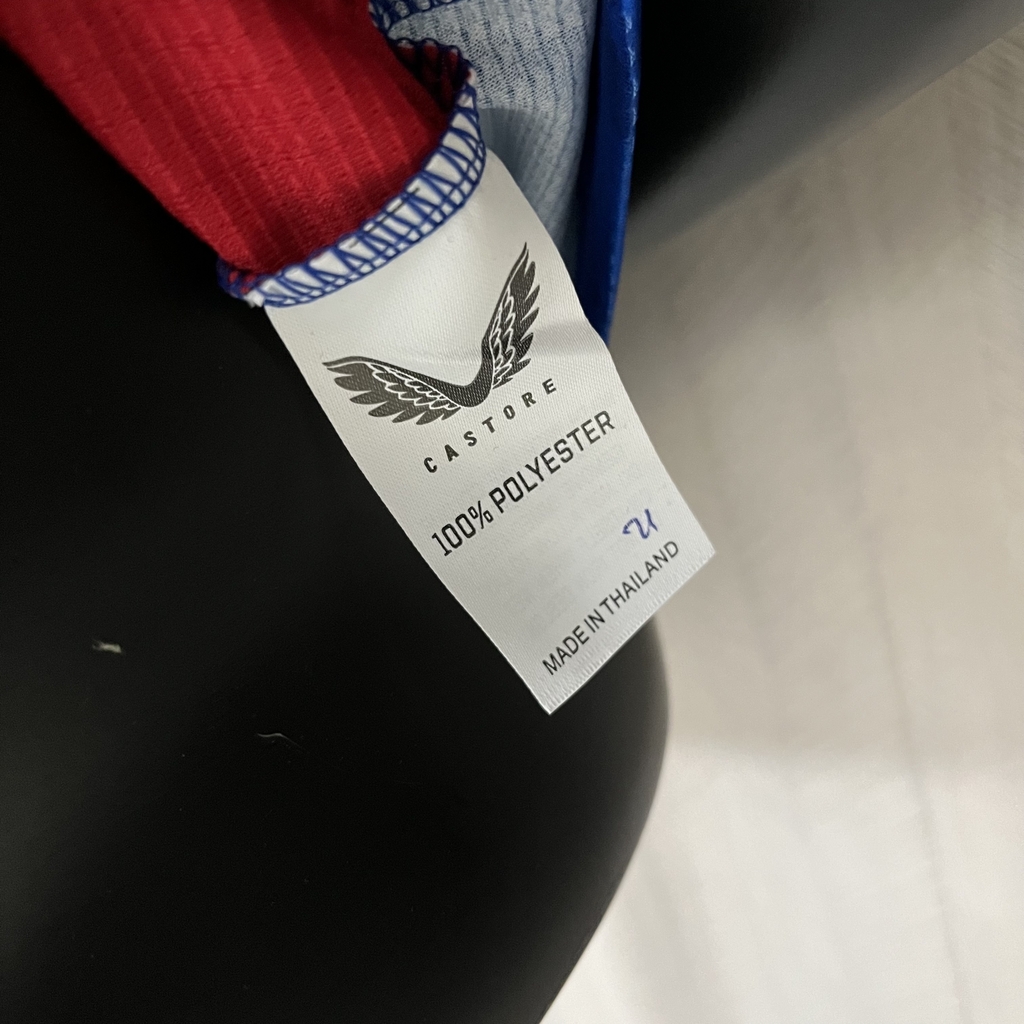 CASTORE
100% POLYESTER
MADE IN THAILAND